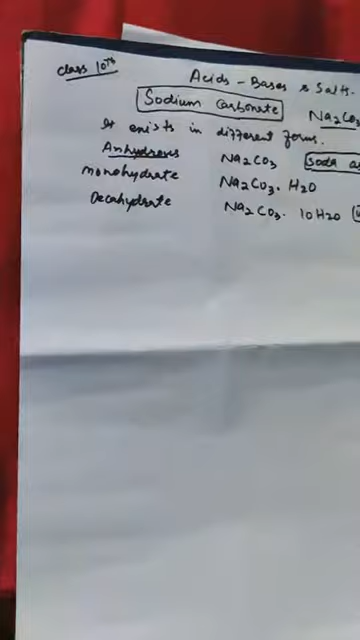 class 10th
Acids - Bases & Salts.
Sodium Carbonate Na2CO3
It exists in different forms.
Anhydrous Na2CO3 Soda
Monohydrate Na2CO3. H2O
Decahydrate Na2CO3. 10H2O